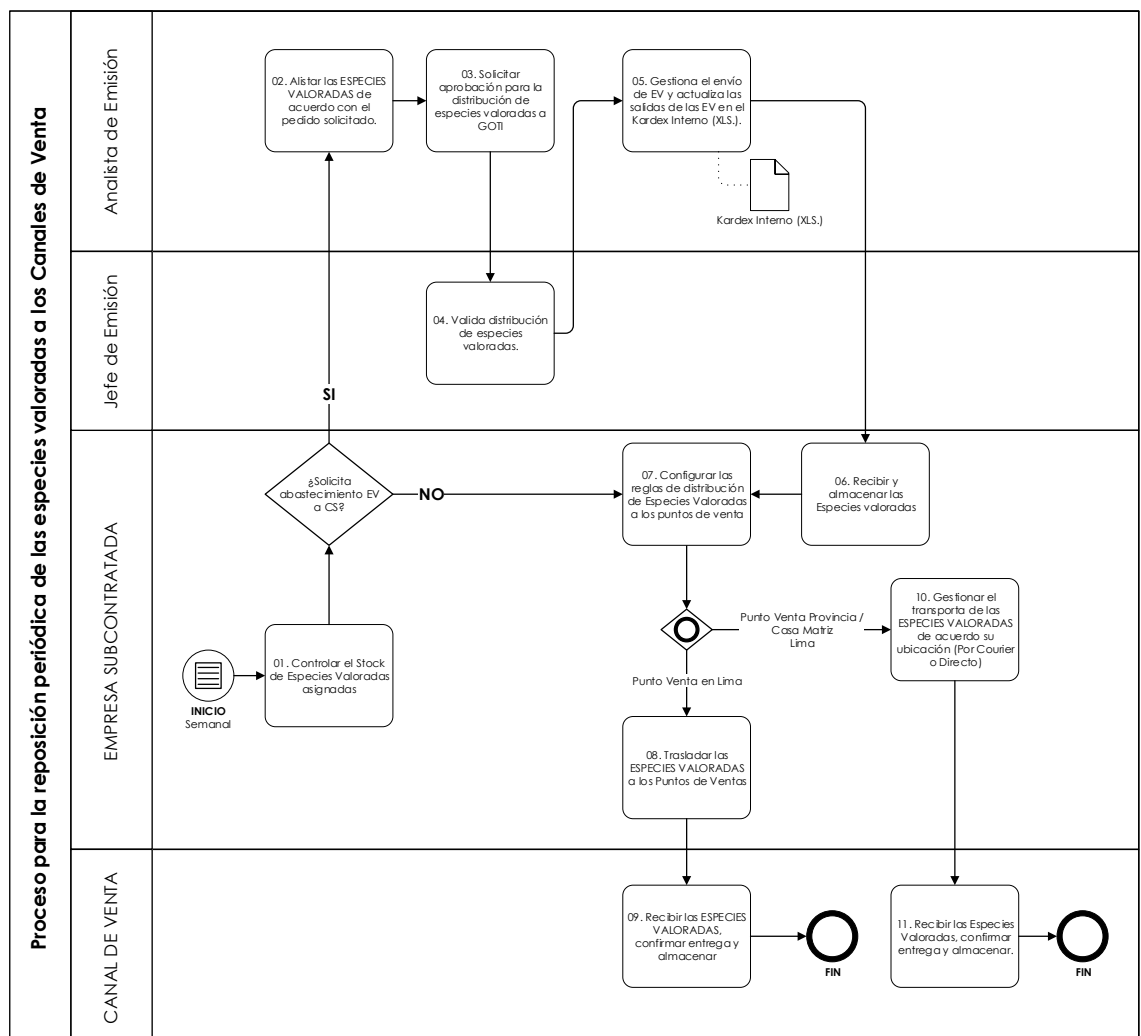 Proceso para la reposición periódica de las especies valoradas a los Canales de Venta
Analista de Emisión
02. Alistar las ESPECIES
VALORADAS de
acuerdo con el
pedido solicitado.
03. Solicitar
aprobación para la
distribución de
especies valoradas a
GOTI
05. Gestiona el envío
de EV y actualiza las
salidas de las EV en el
Kardex Interno (XLS.).
Kardex Interno (XLS.)
Jefe de Emisión
04. Valida distribución
de especies
valoradas.
SI
EMPRESA SUBCONTRATADA
¿Solicita
abastecimiento EV
a CS?
NO
07. Configurar las
reglas de distribución
de Especies Valoradas
a los puntos de venta
06. Recibir y
almacenar las
Especies valoradas
INICIO
Semanal
01. Controlar el Stock
de Especies Valoradas
asignadas
Punto Venta Provincia /
Casa Matriz
Lima
10. Gestionar el
transporta de las
ESPECIES VALORADAS
de acuerdo su
ubicación (Por Courier
o Directo)
Punto Venta en Lima
08. Trasladar las
ESPECIES VALORADAS
a los Puntos de Ventas
CANAL DE VENTA
09. Recibir las ESPECIES
VALORADAS,
confirmar entrega y
almacenar
FIN
11. Recibir las Especies
Valoradas, confirmar
entrega y almacenar.
FIN